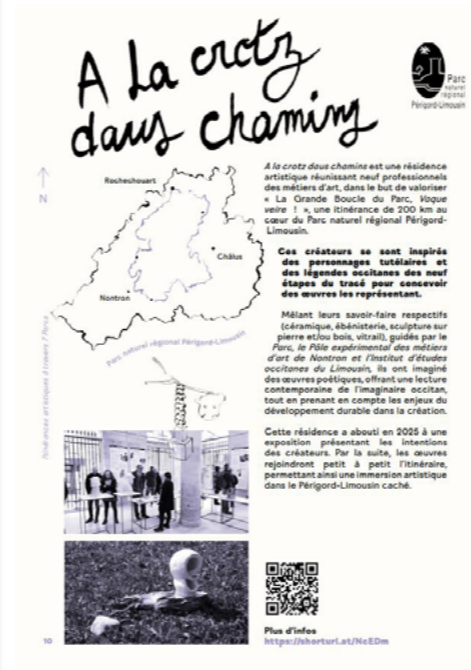 A la crotz
daus chamins
Parc
naturel
régional
Périgord-Limousin
N
Rochechouart
Châlus
Nontron
Parc naturel régional Périgord-Limousin
A la crotz daus chamins est une résidence
artistique réunissant neuf professionnels
des métiers d'art, dans le but de valoriser
« La Grande Boucle du Parc, Vaque
veire ! », une itinérance de 200 km au
cœur du Parc naturel régional Périgord-
Limousin.
Ces créateurs se sont inspirés
des personnages tutélaires et
des légendes occitanes des neuf
étapes du tracé pour concevoir
des œuvres les représentant.
Mêlant leurs savoir-faire respectifs
(céramique, ébénisterie, sculpture sur
pierre et/ou bois, vitrail), guidés par le
Parc, le Pôle expérimental des métiers
d'art de Nontron et l'Institut d'études
occitanes du Limousin, ils ont imaginé
des œuvres poétiques, offrant une lecture
contemporaine de l'imaginaire occitan,
tout en prenant en compte les enjeux du
développement durable dans la création.
Cette résidence a abouti en 2025 à une
exposition présentant les intentions
des créateurs. Par la suite, les œuvres
rejoindront petit à petit l'itinéraire,
permettant ainsi une immersion artistique
dans le Périgord-Limousin caché.
Plus d'infos
https://shorturl.at/NcEDm
10